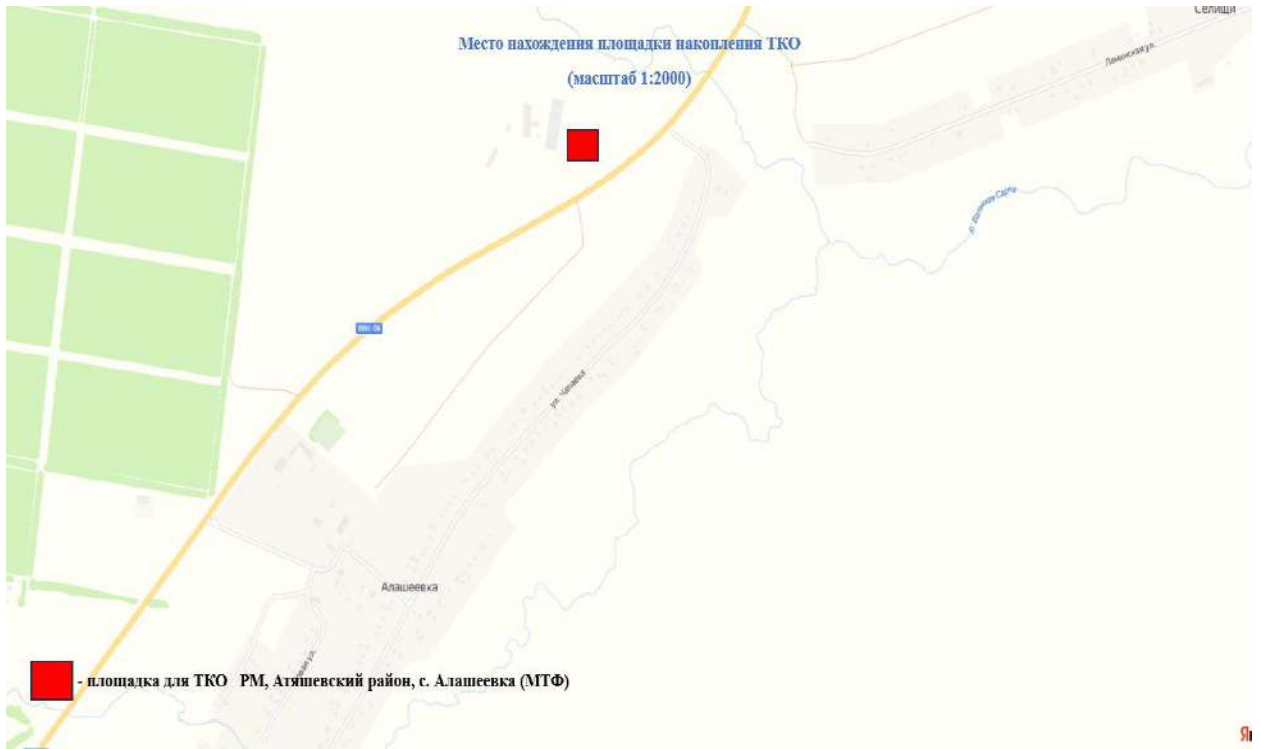 Селищи
Место нахождения площадки накопления ТКО
(масштаб 1:2000)
Ленинская ул.
ул. Чапаева
Алашеевка
- площадка для ТКО РМ, Атяшевский район, с. Алашеевка (МТФ)